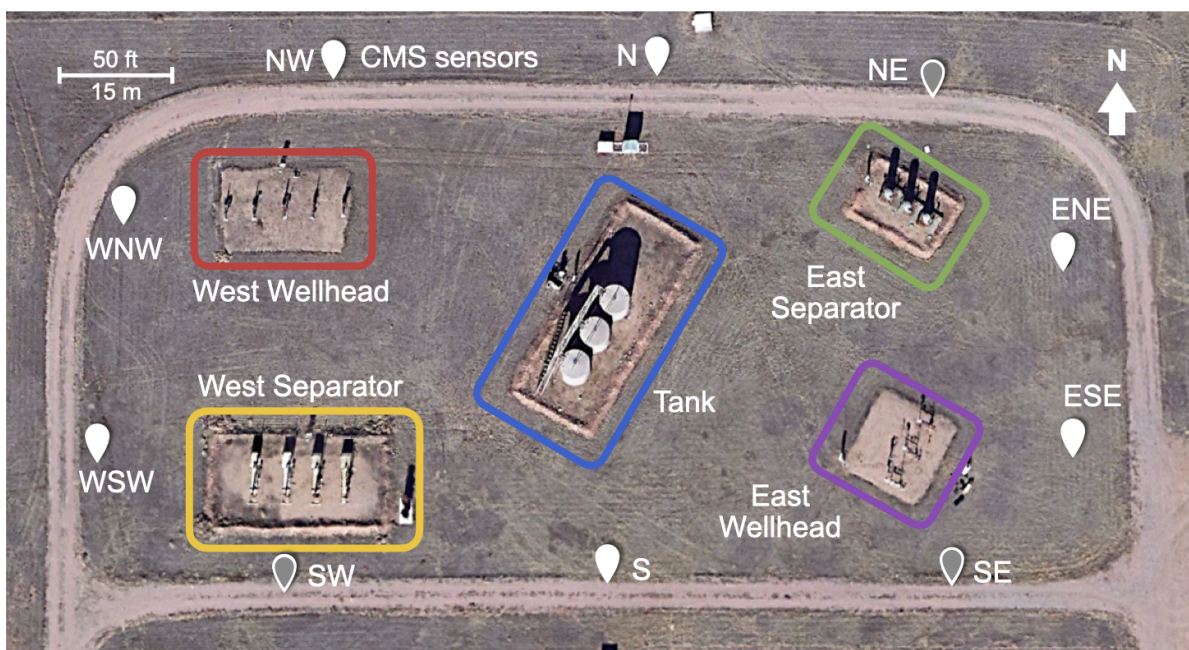 50 ft
15 m
NW
CMS sensors
N
NE
N
WNW
ENE
West Wellhead
East
Separator
West Separator
Tank
ESE
WSW
East
Wellhead
SW
S
SE